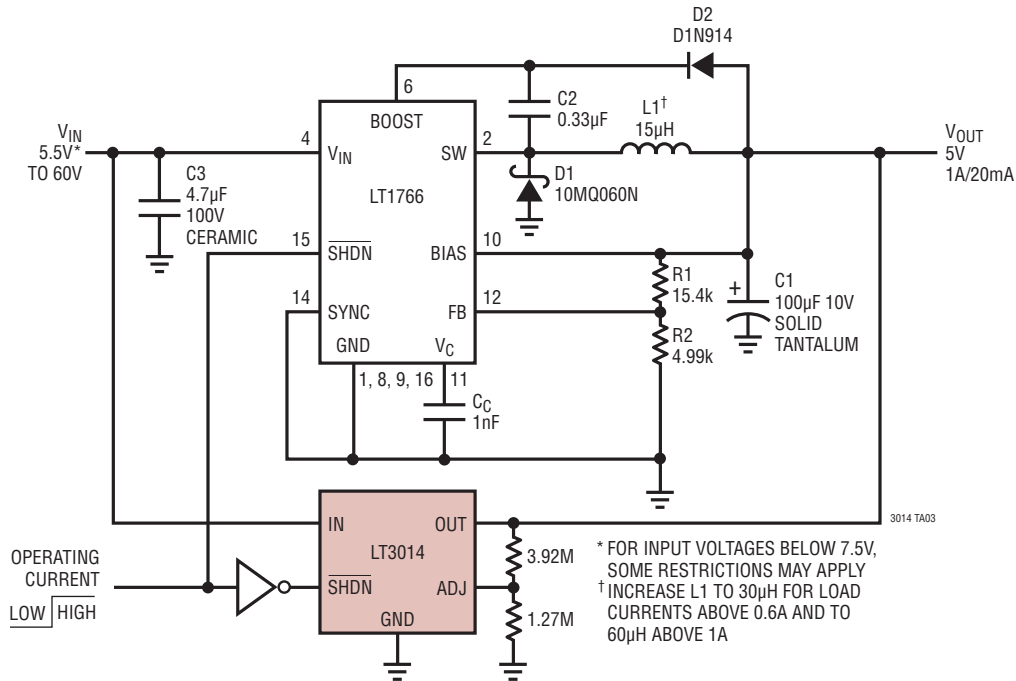 D2
D1N914
6
BOOST
C2
0.33µF
L1†
15µH
VIN
5.5V*
TO 60V
4
VIN
SW
2
VOUT
5V
1A/20mA
C3
4.7µF
100V
CERAMIC
LT1766
D1
10MQ060N
15
SHDN
BIAS
10
R1
15.4k
+
C1
100µF 10V
SOLID
TANTALUM
14
SYNC
FB
12
R2
4.99k
GND
VC
1, 8, 9, 16
11
CC
1nF
IN
OUT
3014 TA03
LT3014
3.92M
OPERATING
CURRENT
LOW HIGH
SHDN
ADJ
GND
1.27M
* FOR INPUT VOLTAGES BELOW 7.5V,
SOME RESTRICTIONS MAY APPLY
† INCREASE L1 TO 30µH FOR LOAD
CURRENTS ABOVE 0.6A AND TO
60µH ABOVE 1A